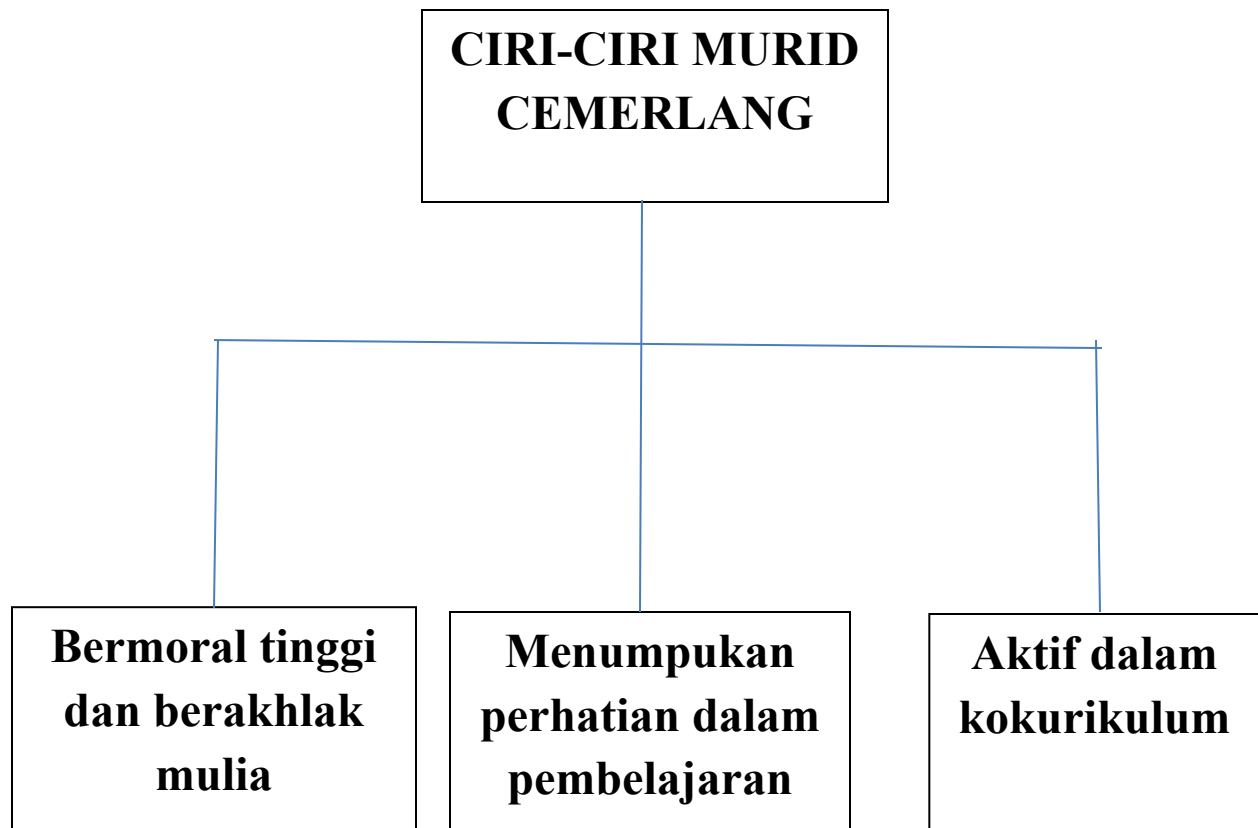 CIRI-CIRI MURID
CEMERLANG
Bermoral tinggi
dan berakhlak
mulia
Menumpukan
perhatian dalam
pembelajaran
Aktif dalam
kokurikulum